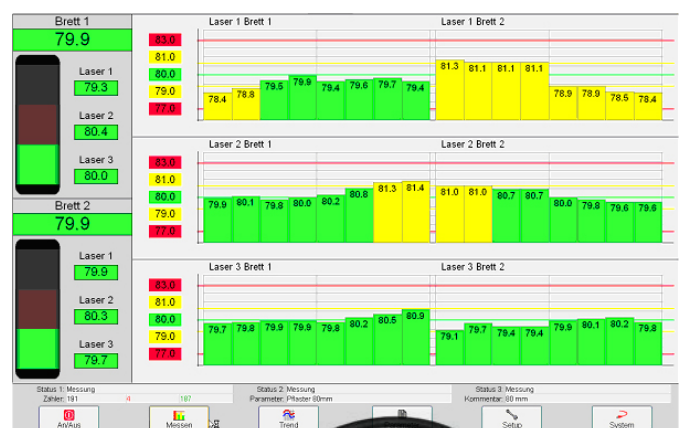 Brett 1
79.9
Laser 1
79.3
Laser 2
80.4
Laser 3
80.0
Brett 2
79.9
Laser 1
79.9
Laser 2
80.3
Laser 3
79.7
Laser 1 Brett 1
Laser 1 Brett 2
83.0
81.0
80.0
79.0
77.0
78.4 78.8 79.5 79.9 79.4 79.6 79.7 79.4
81.3 81.1 81.1 81.1 78.9 78.9 78.5 78.4
Laser 2 Brett 1
Laser 2 Brett 2
83.0
81.0
80.0
79.0
77.0
79.9 80.1 79.8 80.0 80.2 80.8 81.3 81.4
81.0 81.0 80.7 80.7 80.0 79.8 79.6 79.6
Laser 3 Brett 1
Laser 3 Brett 2
83.0
81.0
80.0
79.0
77.0
79.7 79.8 79.9 79.9 79.8 80.2 80.5 80.9
79.1 79.7 79.4 79.4 79.9 80.1 80.2 79.8
Status 1: Messung
Zähler: 191 4 187
Status 2: Messung
Parameter: Pflaster 80mm
Status 3: Messung
Kommentar: 80 mm
An/Aus
Messen
Trend
Setup
System